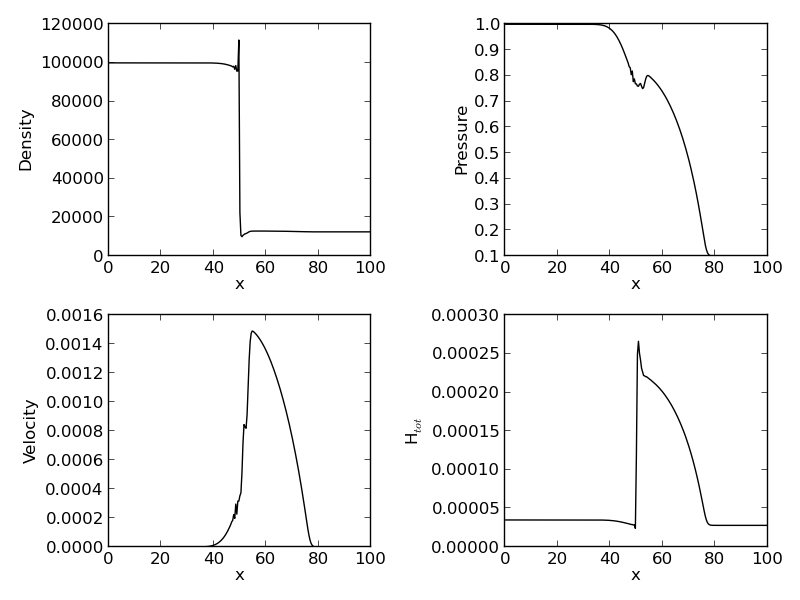 Density
120000
100000
80000
60000
40000
20000
0
0 20 40 60 80 100
x
Pressure
1.0
0.9
0.8
0.7
0.6
0.5
0.4
0.3
0.2
0.1
0 20 40 60 80 100
x
Velocity
0.0016
0.0014
0.0012
0.0010
0.0008
0.0006
0.0004
0.0002
0.0000
0 20 40 60 80 100
x
H_tot
0.00030
0.00025
0.00020
0.00015
0.00010
0.00005
0.00000
0 20 40 60 80 100
x